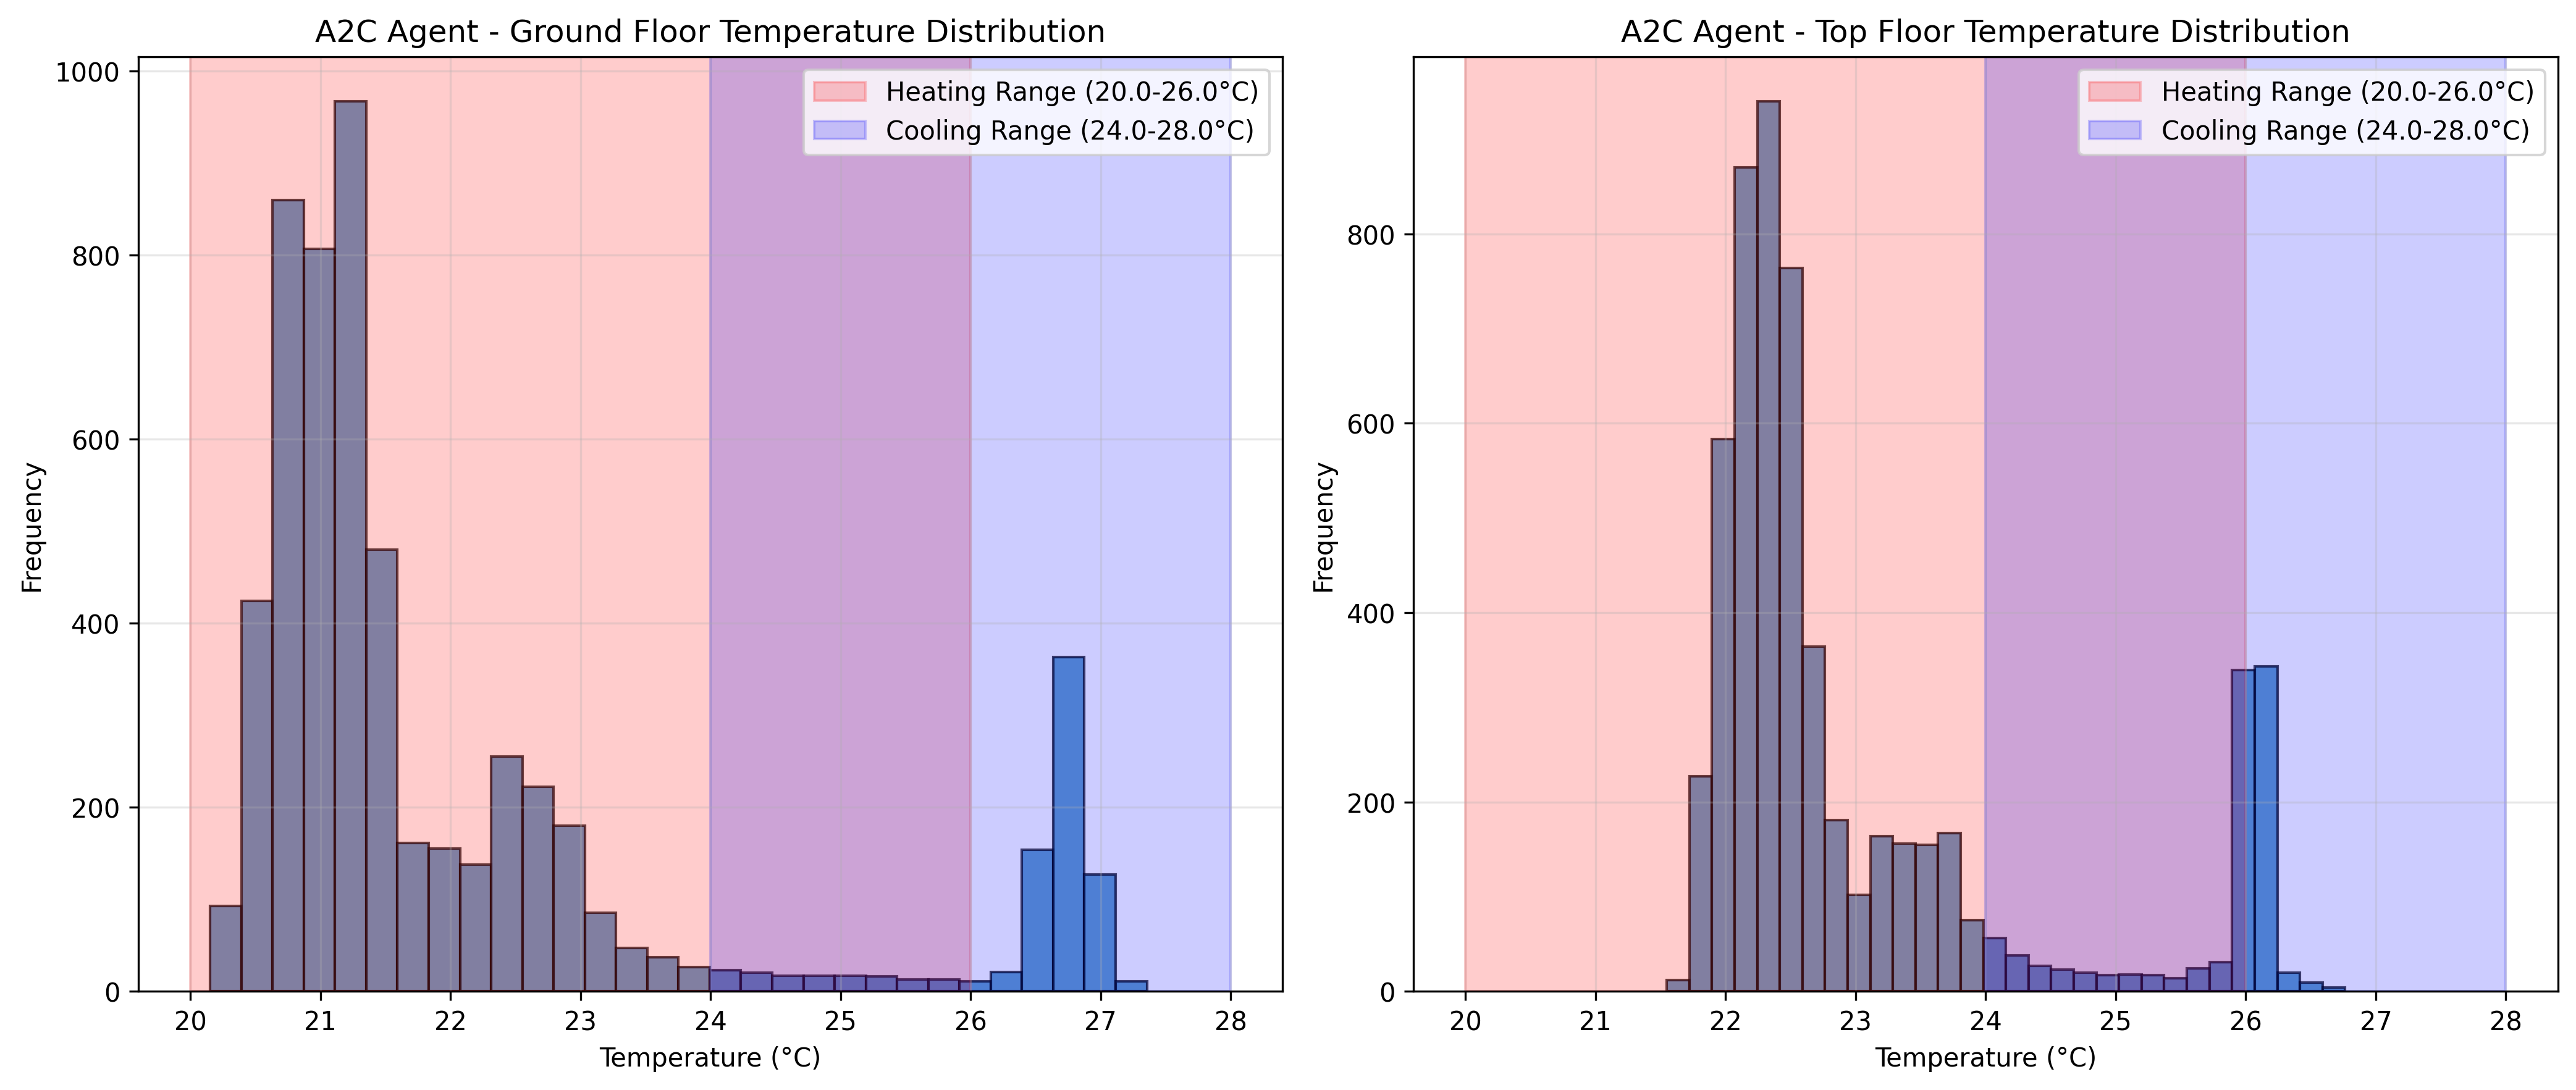 A2C Agent - Ground Floor Temperature Distribution
Heating Range (20.0-26.0°C)
Cooling Range (24.0-28.0°C)
Frequency
1000
800
600
400
200
0
20 21 22 23 24 25 26 27 28
Temperature (°C)
A2C Agent - Top Floor Temperature Distribution
Heating Range (20.0-26.0°C)
Cooling Range (24.0-28.0°C)
Frequency
800
600
400
200
0
20 21 22 23 24 25 26 27 28
Temperature (°C)